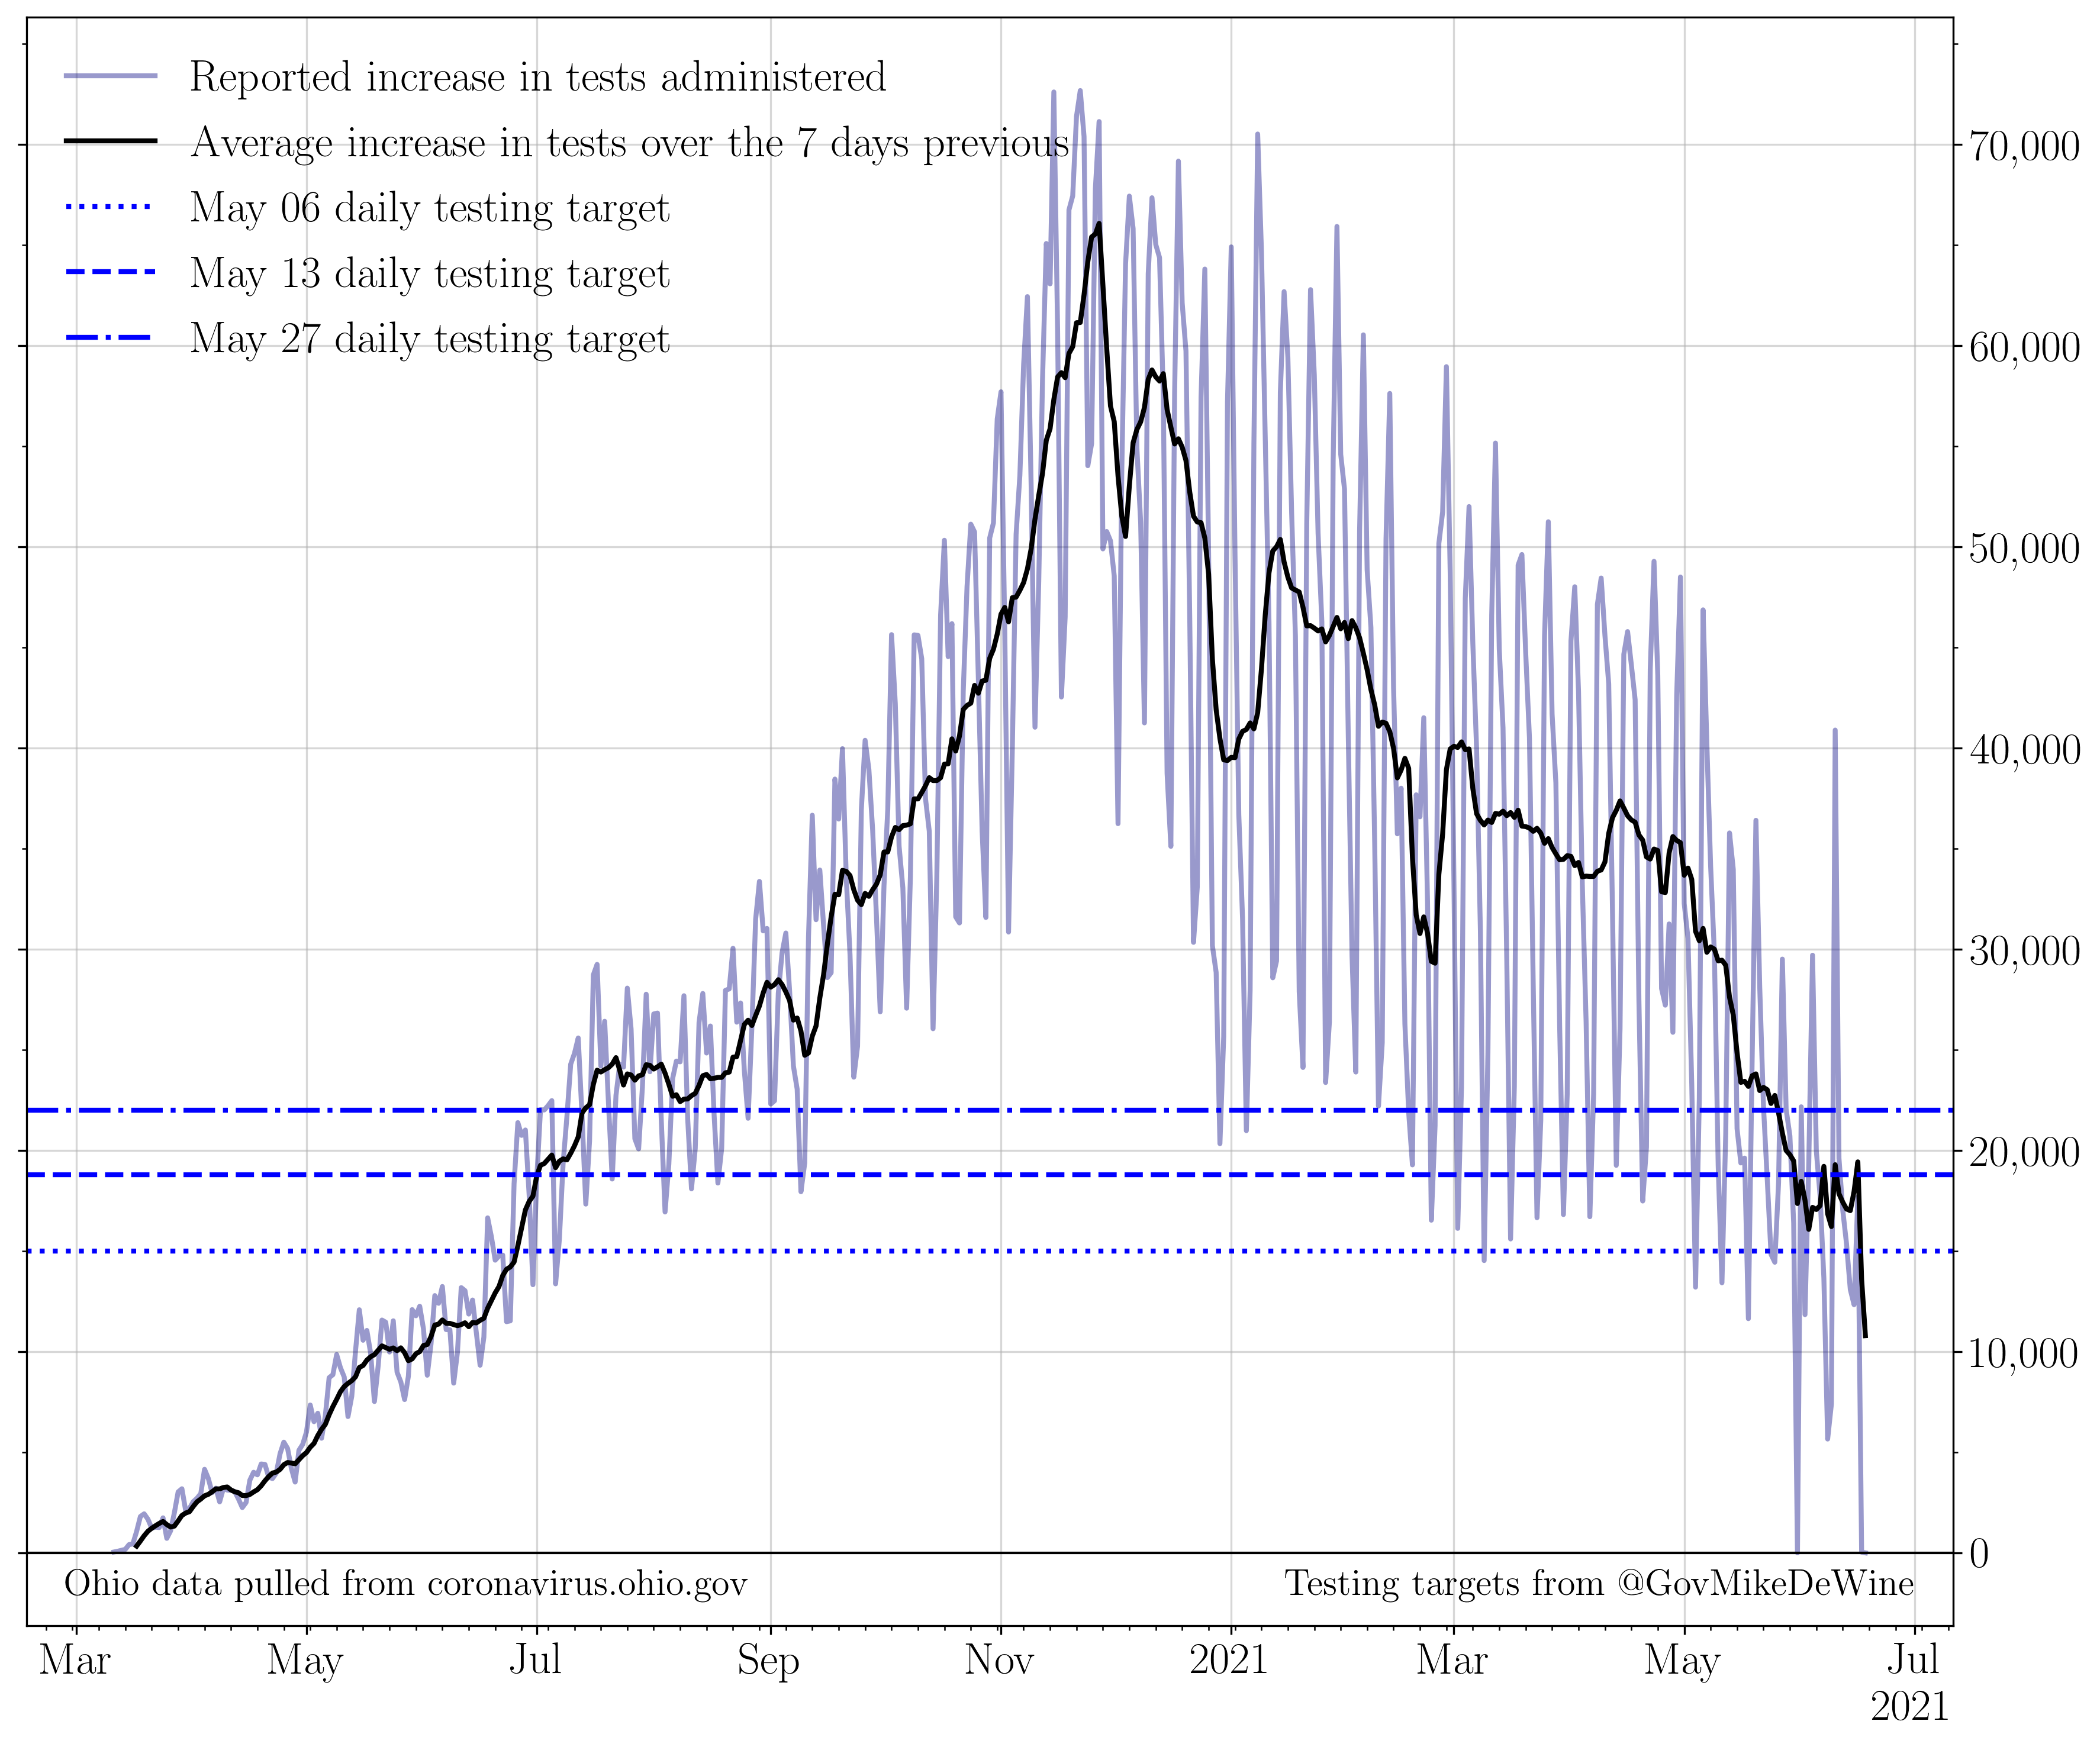 Reported increase in tests administered
Average increase in tests over the 7 days previous
May 06 daily testing target
May 13 daily testing target
May 27 daily testing target
70,000
60,000
50,000
40,000
30,000
20,000
10,000
0
Ohio data pulled from coronavirus.ohio.gov
Testing targets from @GovMikeDeWine
Mar May Jul Sep Nov 2021 Mar May Jul
2021